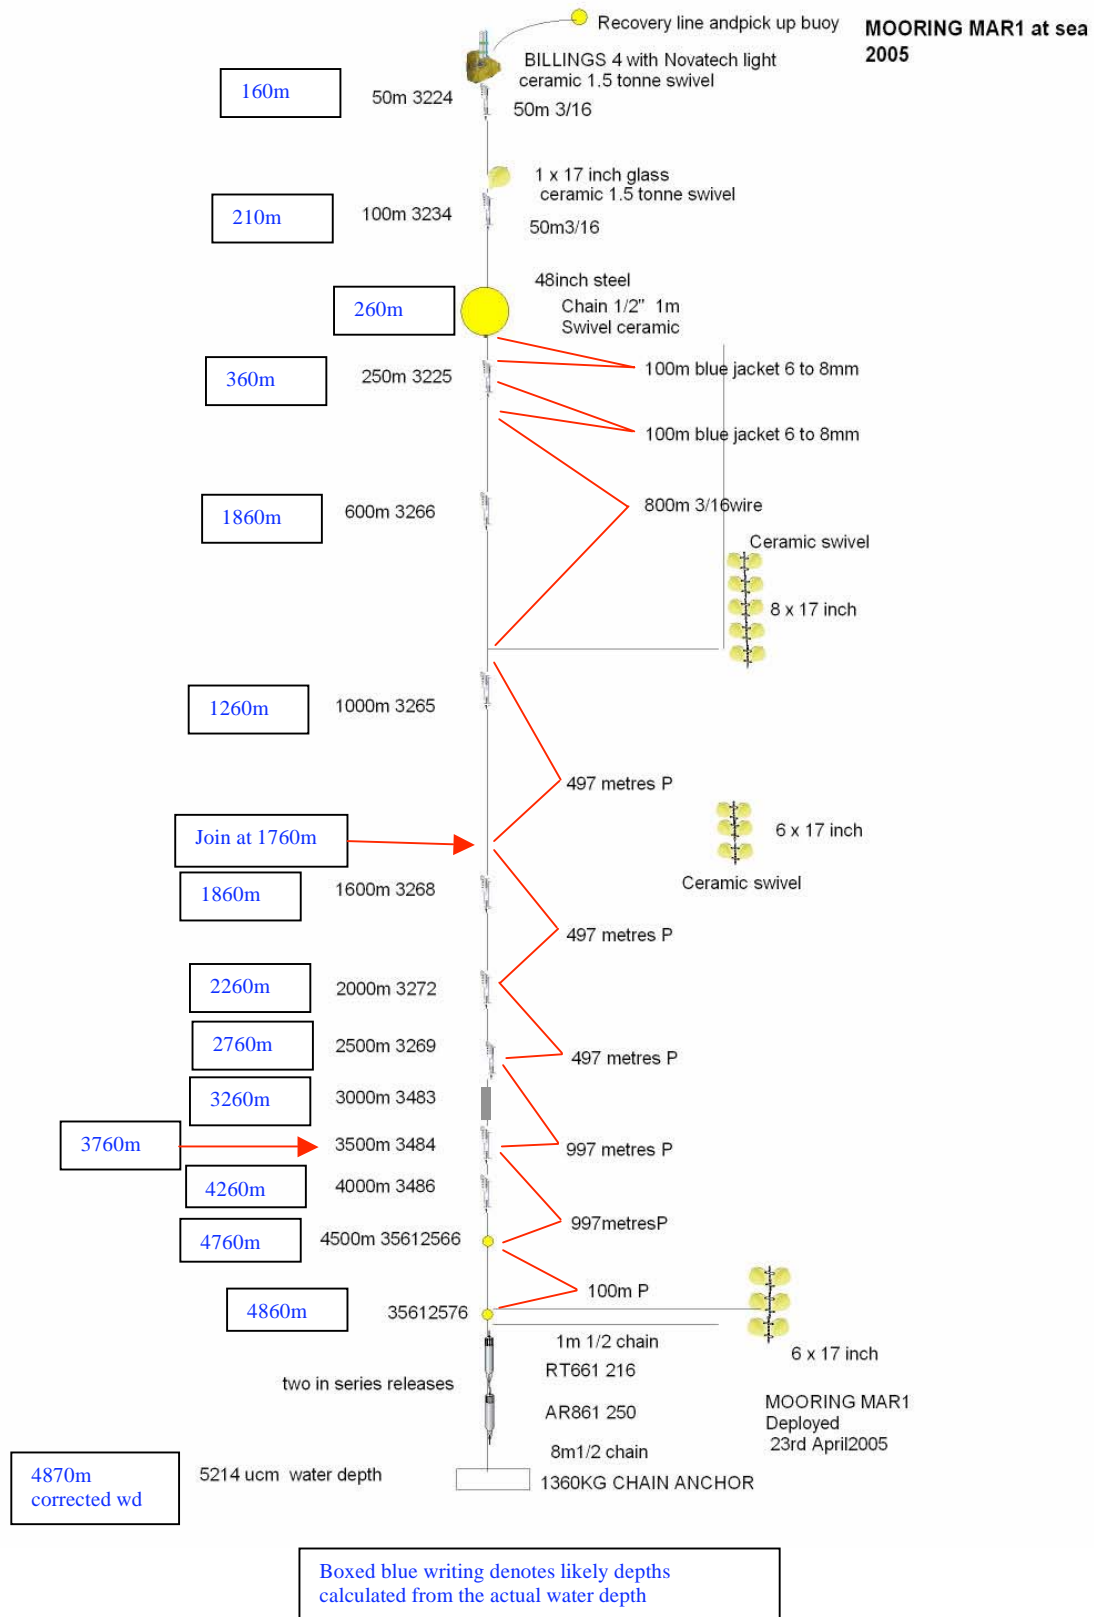 Recovery line andpick up buoy
MOORING MAR1 at sea
2005
BILLINGS 4 with Novatech light
ceramic 1.5 tonne swivel
160m
50m 3224
50m 3/16
1 x 17 inch glass
ceramic 1.5 tonne swivel
210m
100m 3234
50m3/16
48inch steel
260m
Chain 1/2" 1m
Swivel ceramic
360m
250m 3225
100m blue jacket 6 to 8mm
100m blue jacket 6 to 8mm
1860m
600m 3266
800m 3/16wire
Ceramic swivel
8 x 17 inch
1260m
1000m 3265
497 metres P
Join at 1760m
6 x 17 inch
Ceramic swivel
1860m
1600m 3268
497 metres P
2260m
2000m 3272
2760m
2500m 3269
497 metres P
3260m
3000m 3483
3760m
3500m 3484
997 metres P
4260m
4000m 3486
997metresP
4760m
4500m 35612566
100m P
4860m
35612576
1m 1/2 chain
6 x 17 inch
RT661 216
two in series releases
AR861 250
MOORING MAR1
Deployed
23rd April2005
8m1/2 chain
4870m
corrected wd
5214 ucm water depth
1360KG CHAIN ANCHOR
Boxed blue writing denotes likely depths
calculated from the actual water depth